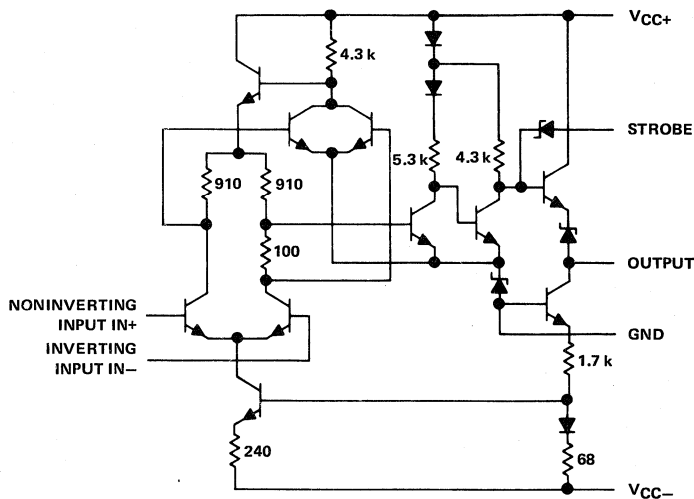 VCC+
4.3 k
STROBE
5.3 k
4.3 k
910
910
100
OUTPUT
NONINVERTING
INPUT IN+
INVERTING
INPUT IN−
GND
1.7 k
240
68
VCC−